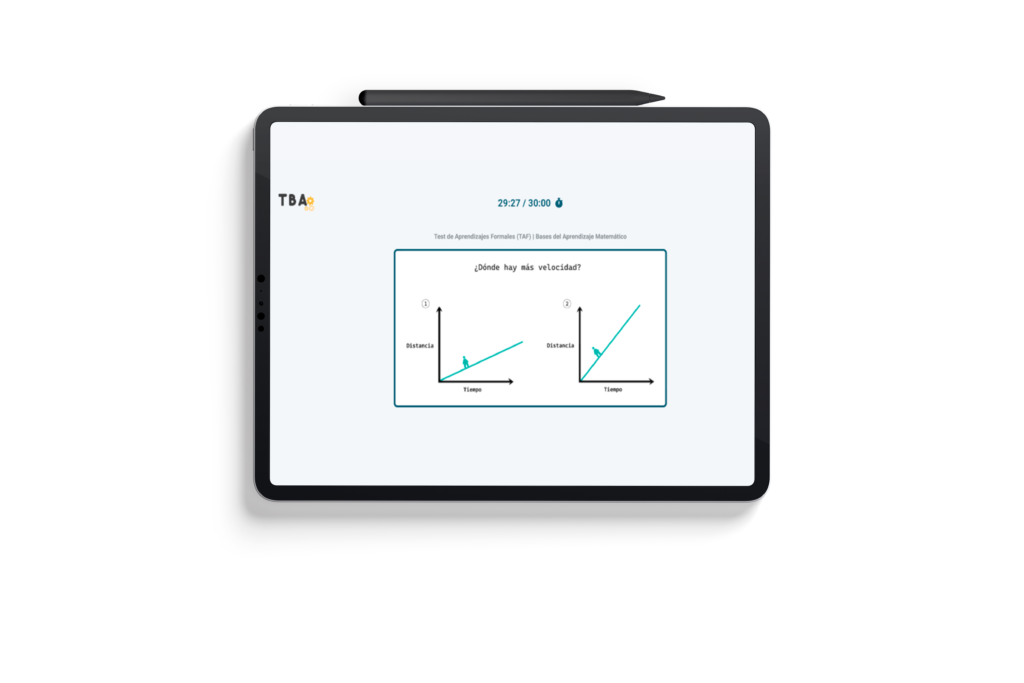 TBA
29:27 / 30:00
Test de Aprendizajes Formales (TAF) | Bases del Aprendizaje Matemático
¿Dónde hay más velocidad?
1
2
Distancia
Distancia
Tiempo
Tiempo